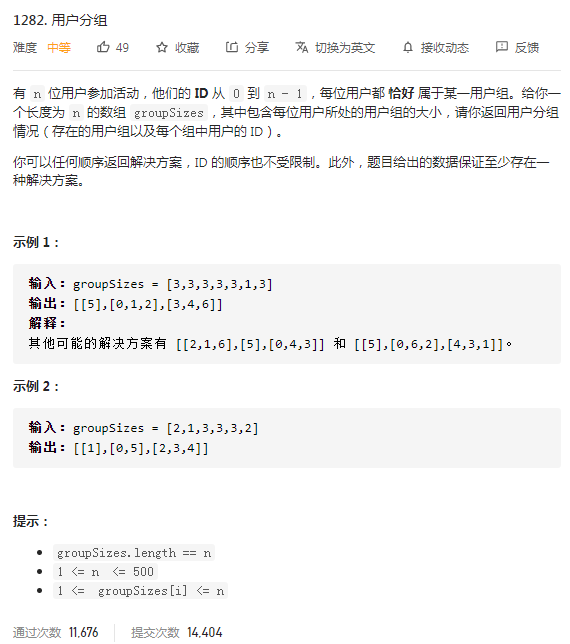 1282. 用户分组
难度 中等 49 收藏 分享 切换为英文 接收动态 反馈
有 n 位用户参加活动，他们的 ID 从 0 到 n - 1 ，每位用户都 恰好 属于某一用户组。给你一
个长度为 n 的数组 groupSizes ，其中包含每位用户所处的用户组的大小，请你返回用户分组
情况（存在的用户组以及每个组中用户的 ID）。
你可以任何顺序返回解决方案，ID 的顺序也不受限制。此外，题目给出的数据保证至少存在一
种解决方案。
示例 1：
输入：groupSizes = [3,3,3,3,3,1,3]
输出：[[5],[0,1,2],[3,4,6]]
解释：
其他可能的解决方案有 [[2,1,6],[5],[0,4,3]] 和 [[5],[0,6,2],[4,3,1]]。
示例 2：
输入：groupSizes = [2,1,3,3,3,2]
输出：[[1],[0,5],[2,3,4]]
提示：
groupSizes.length == n
1 <= n <= 500
1 <= groupSizes[i] <= n
通过次数 11,676 提交次数 14,404